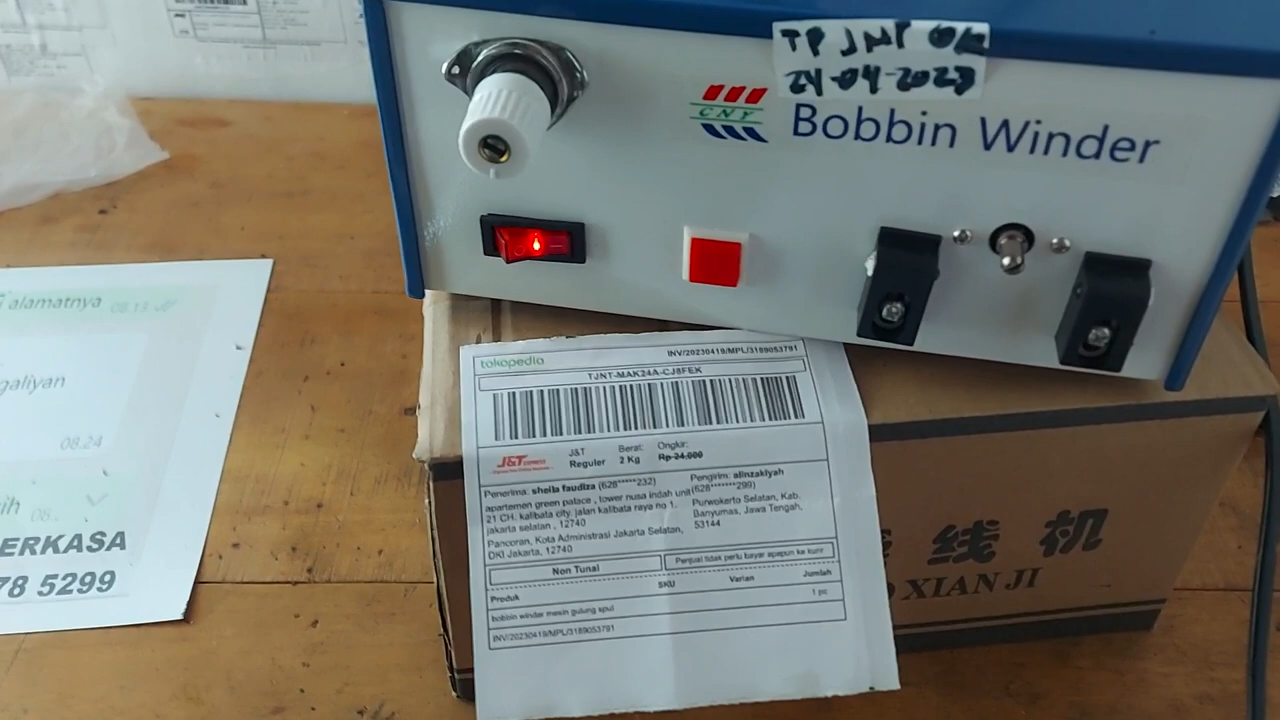 TP JNT OK
24-04-2023
CNY
Bobbin Winder
alamatnya 08.13
galiyan
08.24
ERKASA
78 5299
tokopedia
INV/20230419/MPL/3189053791
TJNT-MAK24A-CJ8FEK
J&T EXPRESS
J&T
Reguler
Berat:
2 Kg
Ongkir:
Rp 24.000
Penerima: sheila faudiza (628*****232)
apartemen green palace , tower nusa indah unit
21 CH. kalibata city. jalan kalibata raya no 1.
jakarta selatan , 12740
Pancoran, Kota Administrasi Jakarta Selatan,
DKI Jakarta, 12740
Pengirim: alinzakiyah
(628*******299)
Purwokerto Selatan, Kab.
Banyumas, Jawa Tengah,
53144
Non Tunal
Penjual tidak perlu bayar apapun ke kurir
Produk SKU Varian Jumlah
bobbin winder mesin gulung spul 1 pc
INV/20230419/MPL/3189053791
线机
XIAN JI